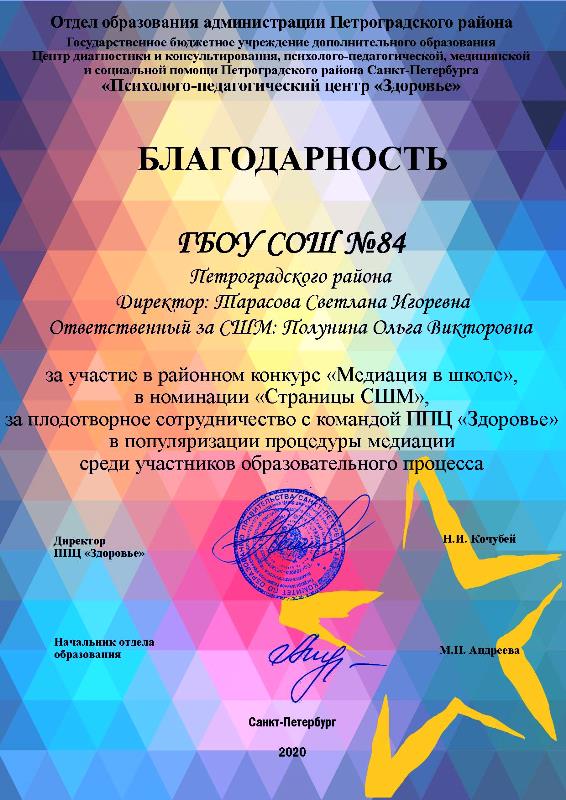 Отдел образования администрации Петроградского района
Государственное бюджетное учреждение дополнительного образования
Центр диагностики и консультирования, психолого-педагогической, медицинской
и социальной помощи Петроградского района Санкт-Петербурга
«Психолого-педагогический центр «Здоровье»
БЛАГОДАРНОСТЬ
ГБОУ СОШ №84
Петроградского района
Директор: Тарасова Светлана Игоревна
Ответственный за СШМ: Полунина Ольга Викторовна
за участие в районном конкурсе «Медиация в школе»,
в номинации «Страницы СШМ»,
за плодотворное сотрудничество с командой ППЦ «Здоровье»
в популяризации процедуры медиации
среди участников образовательного процесса
Директор
ППЦ «Здоровье»
Н.И. Кочубей
Начальник отдела
образования
М.П. Андреева
Санкт-Петербург
2020